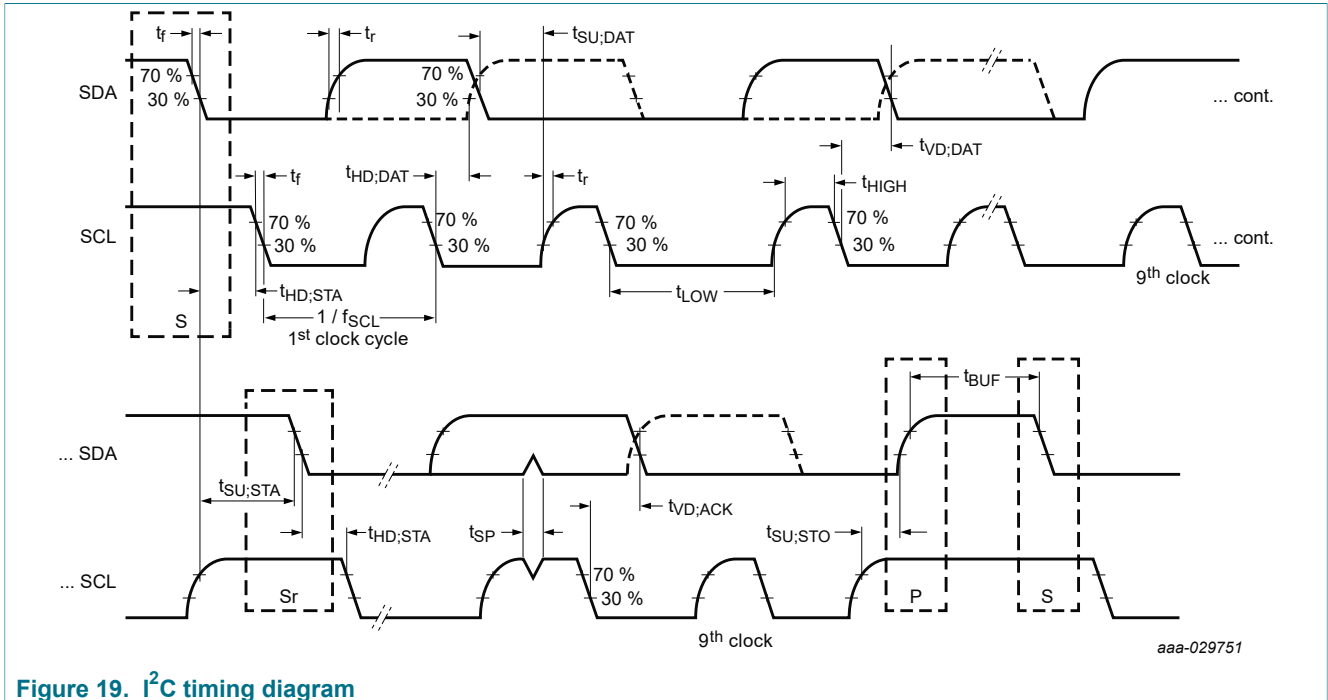 tf
tr
tSU;DAT
70 %
70 %
SDA
30 %
30 %
... cont.
tVD;DAT
tf
tHD;DAT
tr
tHIGH
70 %
70 %
70 %
70 %
SCL
30 %
30 %
30 %
30 %
... cont.
9th clock
tHD;STA
tLOW
S
1 / fSCL
1st clock cycle
tBUF
... SDA
tSU;STA
tVD;ACK
tHD;STA
tSP
tSU;STO
... SCL
70 %
Sr
30 %
P
S
9th clock
aaa-029751
Figure 19. I2C timing diagram